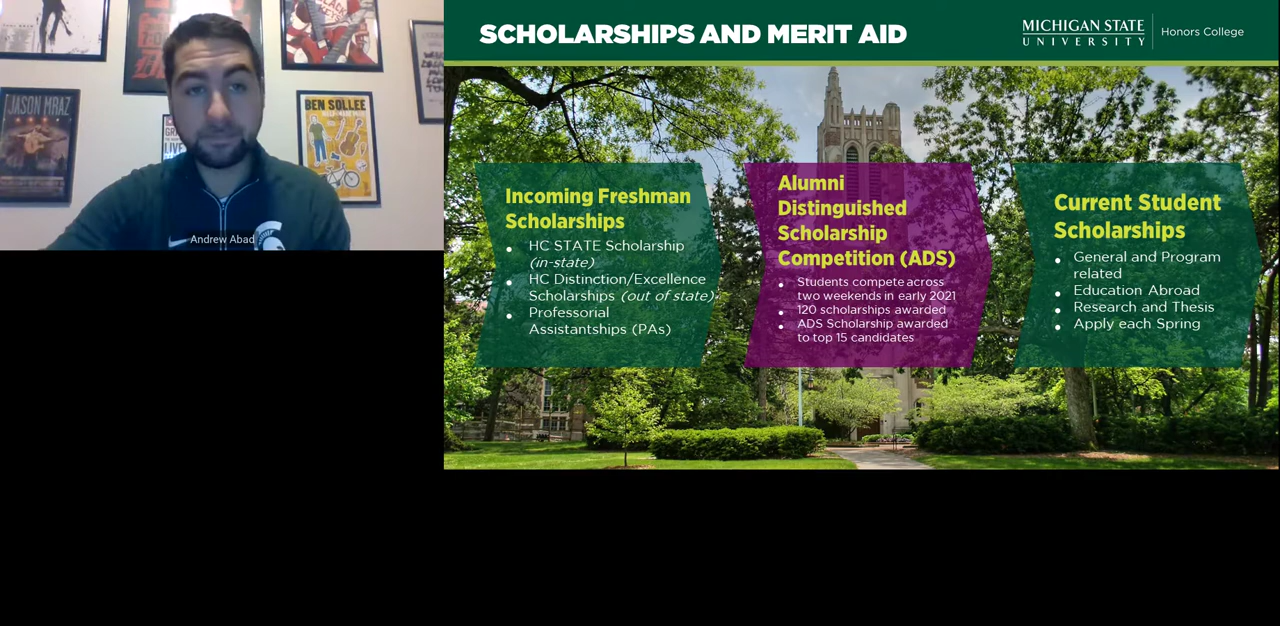 JASON MRAZ
BEN SOLLEE
LIVE
Andrew Abad
SCHOLARSHIPS AND MERIT AID
MICHIGAN STATE
UNIVERSITY
Honors College
Incoming Freshman
Scholarships
• HC STATE Scholarship
(in-state)
• HC Distinction/Excellence
Scholarships (out of state)
• Professorial
Assistantships (PAs)
Alumni
Distinguished
Scholarship
Competition (ADS)
• Students compete across
two weekends in early 2021
• 120 scholarships awarded
• ADS Scholarship awarded
to top 15 candidates
Current Student
Scholarships
• General and Program
related
• Education Abroad
• Research and Thesis
• Apply each Spring